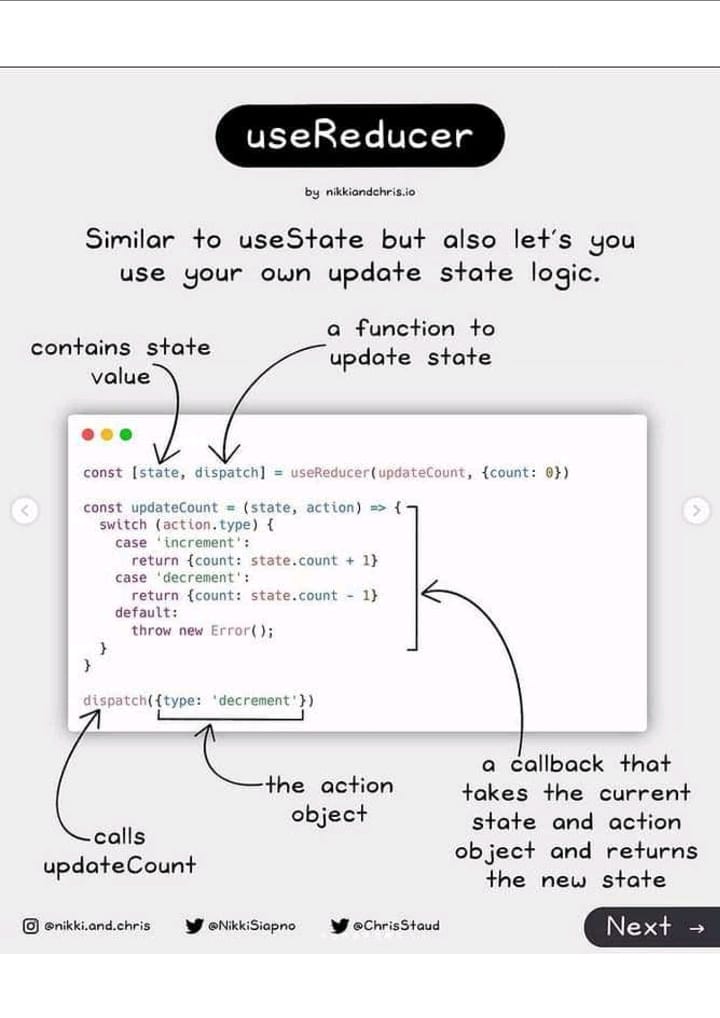 useReducer
by nikkiandchris.io
Similar to useState but also let's you
use your own update state logic.
contains state
value
a function to
update state
const [state, dispatch] = useReducer(updateCount, {count: 0})
const updateCount = (state, action) => {
switch (action.type) {
case 'increment':
return {count: state.count + 1}
case 'decrement':
return {count: state.count - 1}
default:
throw new Error();
}
}
dispatch({type: 'decrement'})
the action
object
calls
updateCount
a callback that
takes the current
state and action
object and returns
the new state
@nikki.and.chris
@NikkiSiapno
@ChrisStaud
Next →